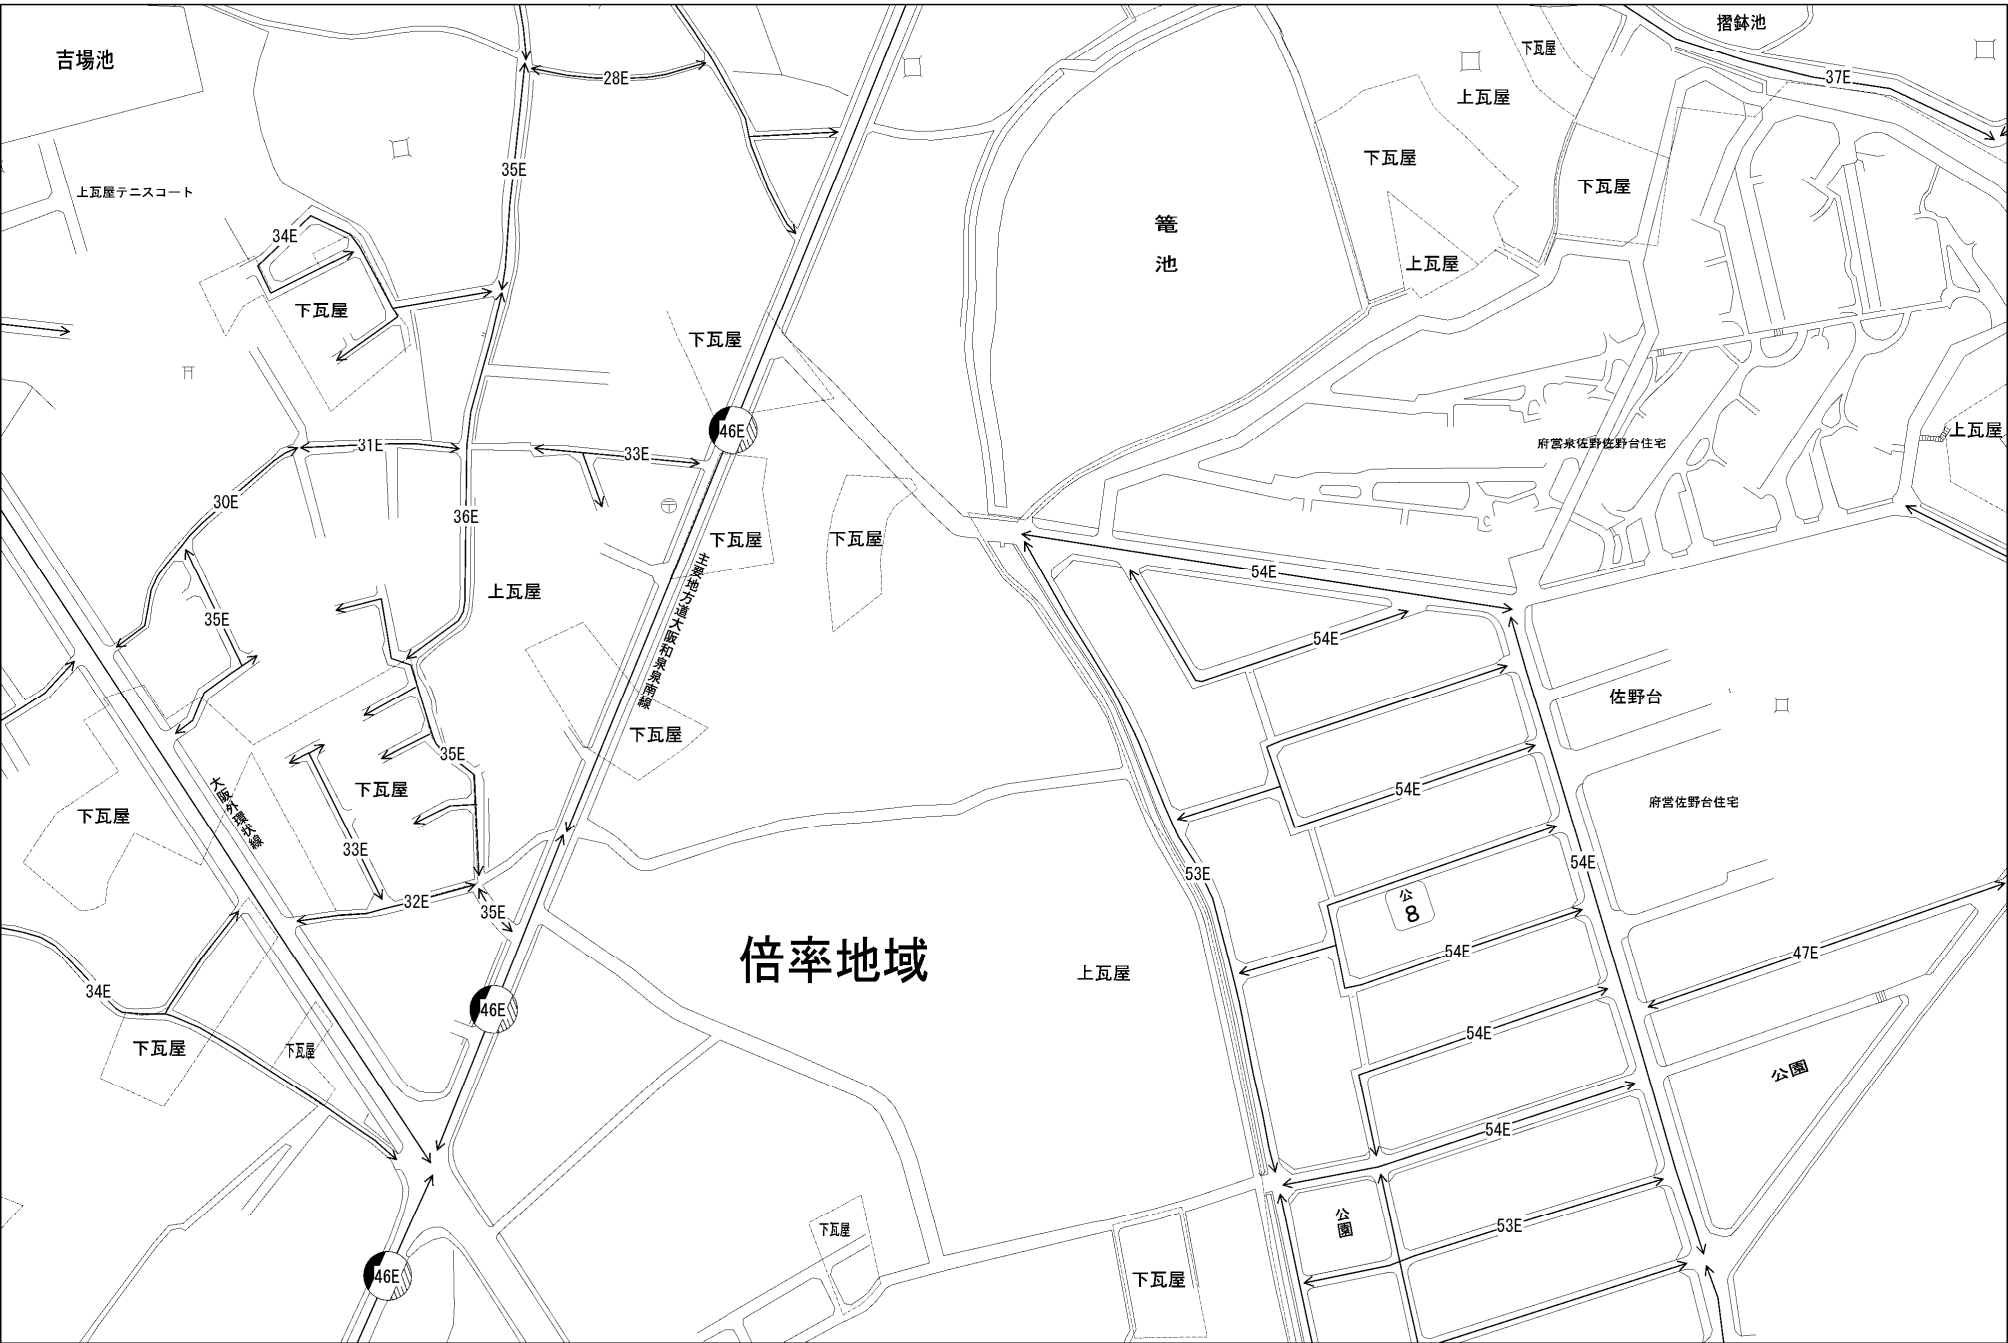 吉場池
28E
摺鉢池
下瓦屋
37E
上瓦屋
35E
上瓦屋テニスコート
下瓦屋
下瓦屋
篭池
34E
上瓦屋
下瓦屋
下瓦屋
46E
31E
33E
府営泉佐野佐野台住宅
上瓦屋
30E
36E
下瓦屋
下瓦屋
主要地方道大阪和泉泉南線
54E
上瓦屋
35E
54E
佐野台
下瓦屋
35E
下瓦屋
大阪外環状線
下瓦屋
54E
府営佐野台住宅
33E
53E
54E
32E
35E
公
8
倍率地域
上瓦屋
54E
47E
34E
46E
54E
下瓦屋
下瓦屋
公園
54E
下瓦屋
公園
53E
46E
下瓦屋